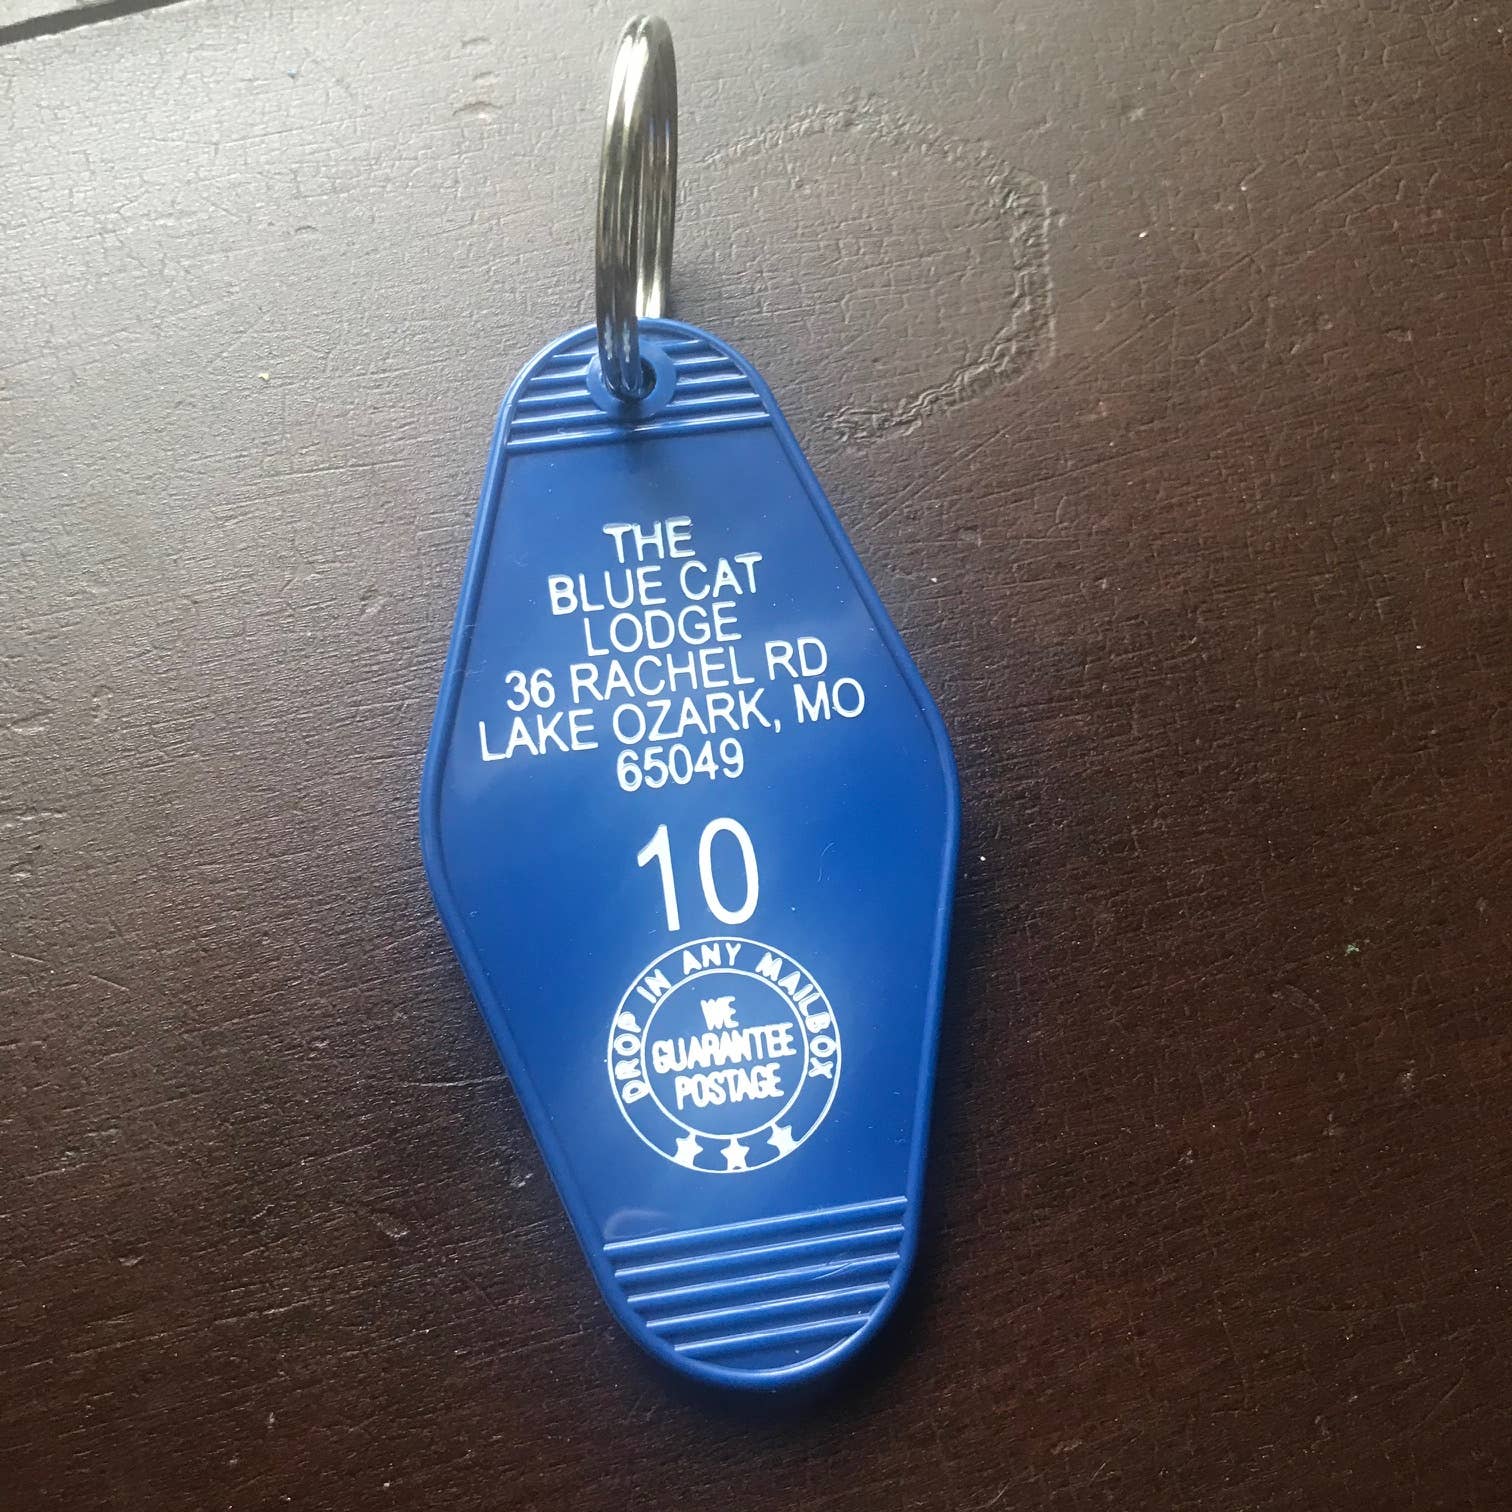 THE
BLUE CAT
LODGE
36 RACHEL RD
LAKE OZARK, MO
65049
10
DROP IN ANY MAILBOX
WE
GUARANTEE
POSTAGE